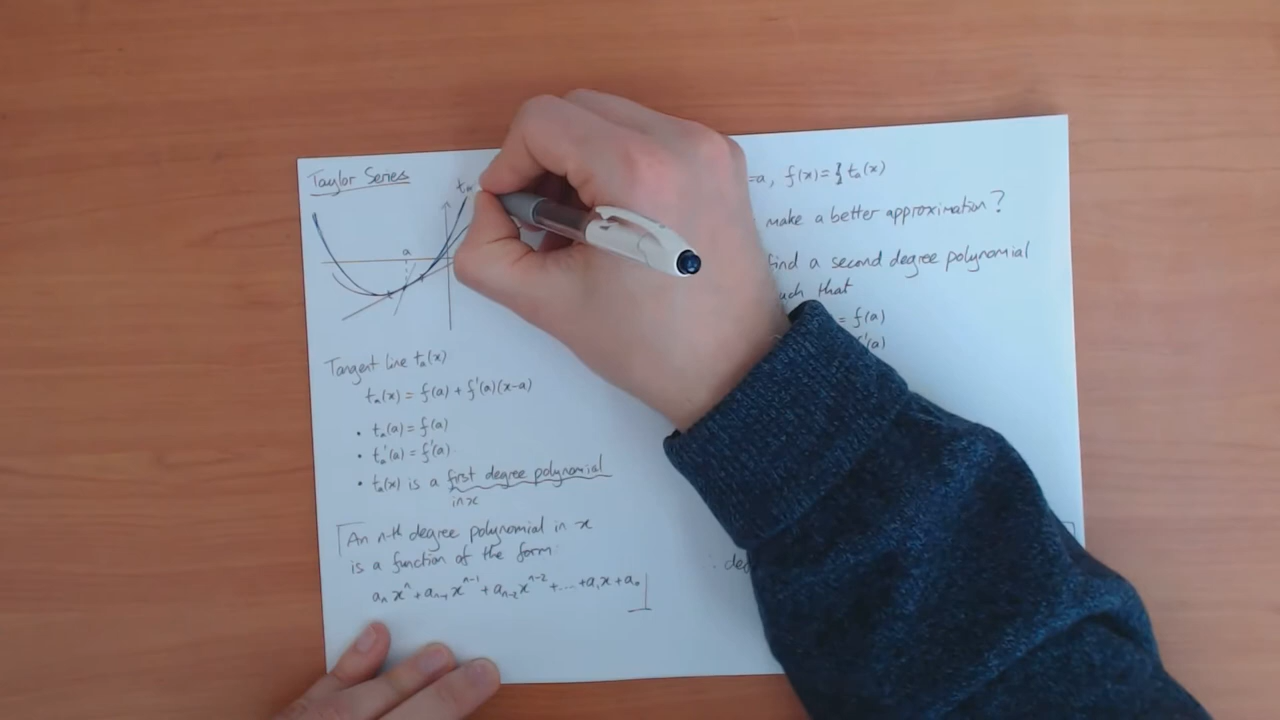 Taylor Series
a
Tangent line tₐ(x)
tₐ(x) = f(a) + f'(a)(x-a)
• tₐ(a) = f(a)
• tₐ'(a) = f'(a)
• tₐ(x) is a first degree polynomial
in x
An n-th degree polynomial in x
is a function of the form:
aₙxⁿ + aₙ₋₁xⁿ⁻¹ + aₙ₋₂xⁿ⁻² + ... + a₁x + a₀
=a, f(x) = tₐ(x)
make a better approximation?
find a second degree polynomial
that
= f(a)
f'(a)